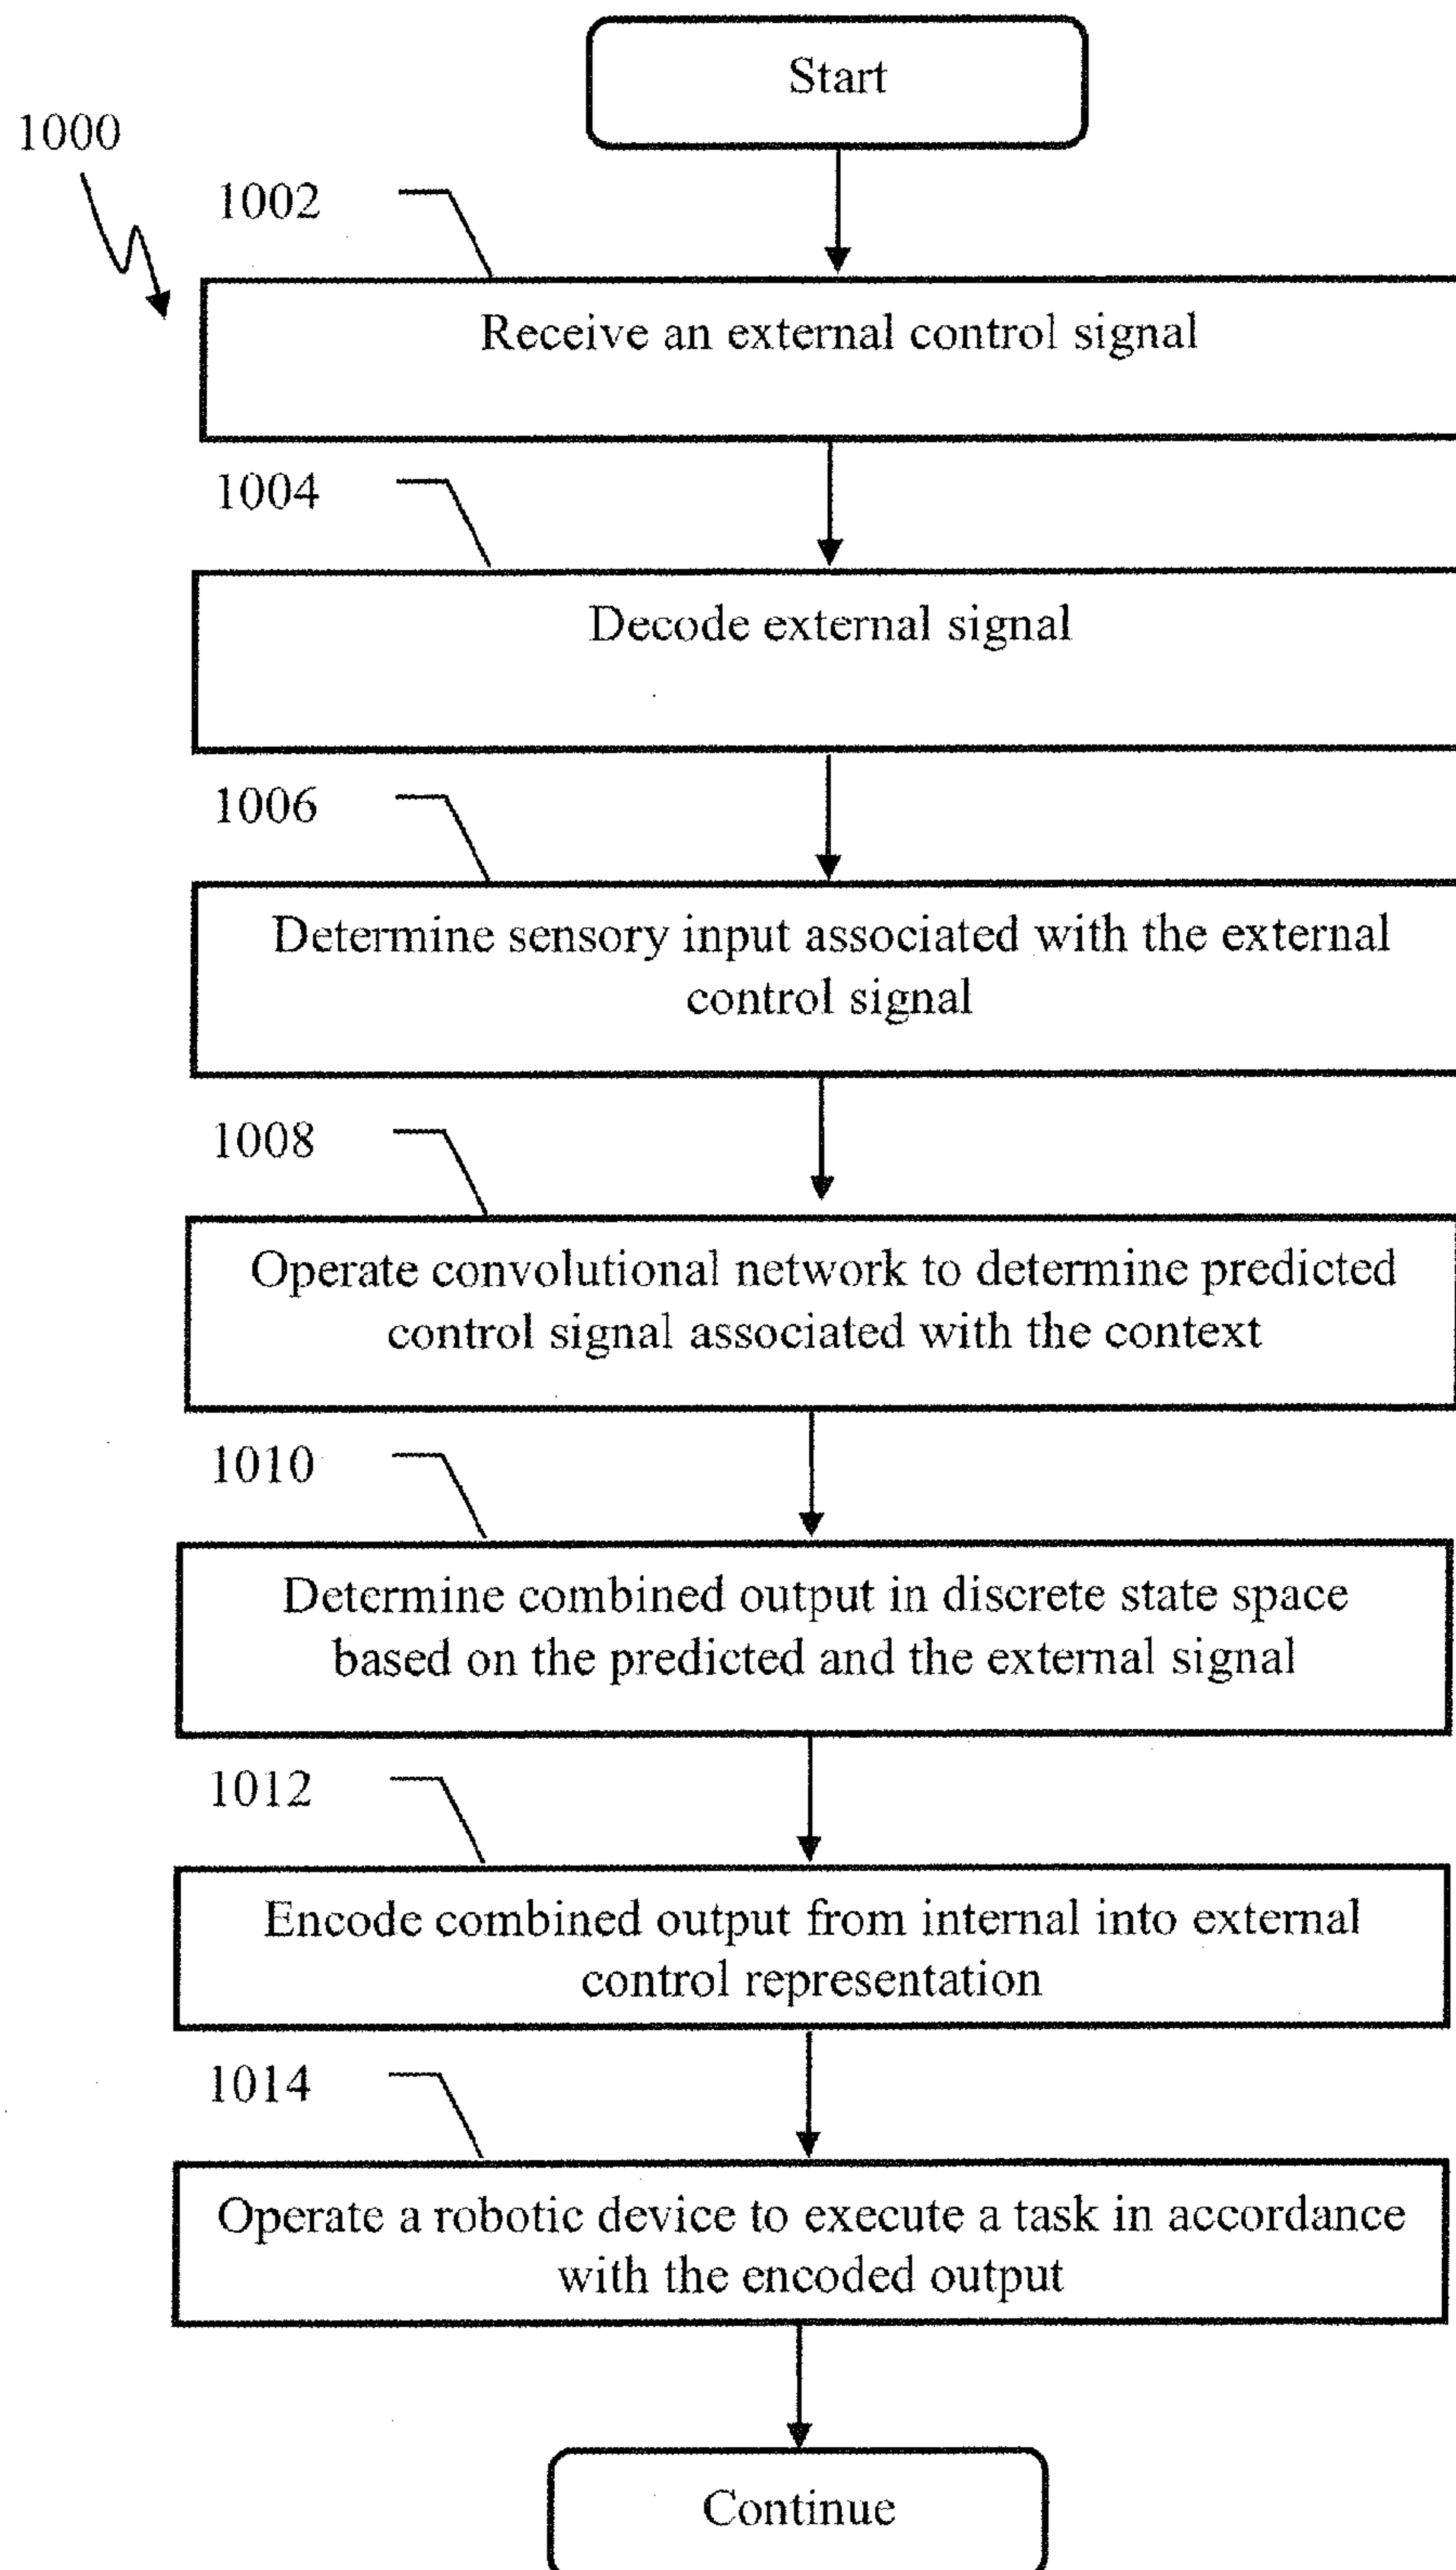 Start
1000
1002
Receive an external control signal
1004
Decode external signal
1006
Determine sensory input associated with the external
control signal
1008
Operate convolutional network to determine predicted
control signal associated with the context
1010
Determine combined output in discrete state space
based on the predicted and the external signal
1012
Encode combined output from internal into external
control representation
1014
Operate a robotic device to execute a task in accordance
with the encoded output
Continue